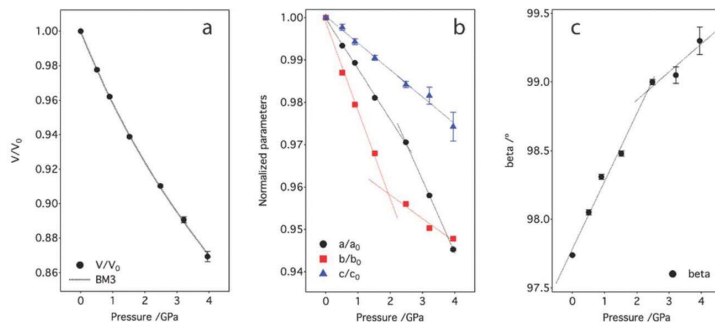 a
1.00
0.98
0.96
0.94
0.92
0.90
0.88
0.86
V/V₀
V/V₀
BM3
0 1 2 3 4
Pressure /GPa
b
1.00
0.99
0.98
0.97
0.96
0.95
0.94
Normalized parameters
a/a₀
b/b₀
c/c₀
0 1 2 3 4
Pressure /GPa
c
99.5
99.0
98.5
98.0
97.5
beta /°
beta
0 1 2 3 4
Pressure /GPa